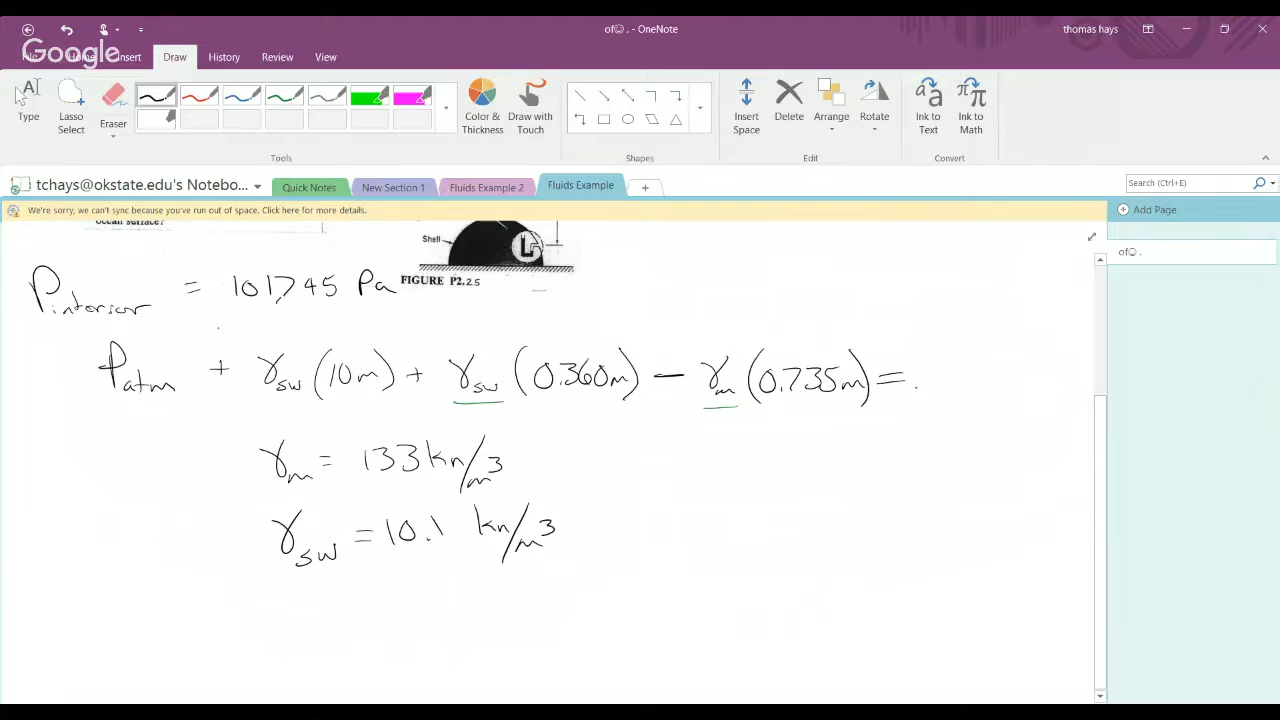 of☺. - OneNote
thomas hays
Google
File Home Insert Draw History Review View
Type
Lasso Select
Eraser
Color & Thickness
Draw with Touch
Insert Space
Delete
Arrange
Rotate
Ink to Text
Ink to Math
Tools
Shapes
Edit
Convert
tchays@okstate.edu's Notebo...
Quick Notes
New Section 1
Fluids Example 2
Fluids Example
+
Search (Ctrl+E)
We're sorry, we can't sync because you've run out of space. Click here for more details.
Add Page
ocean surface?
Shell
of☺.
FIGURE P2.25
P interior = 101,745 Pa
Patm + γsw (10m) + γsw (0.360m) − γm (0.735m) = .
γm = 133 kn/m³
γsw = 10.1 kn/m³